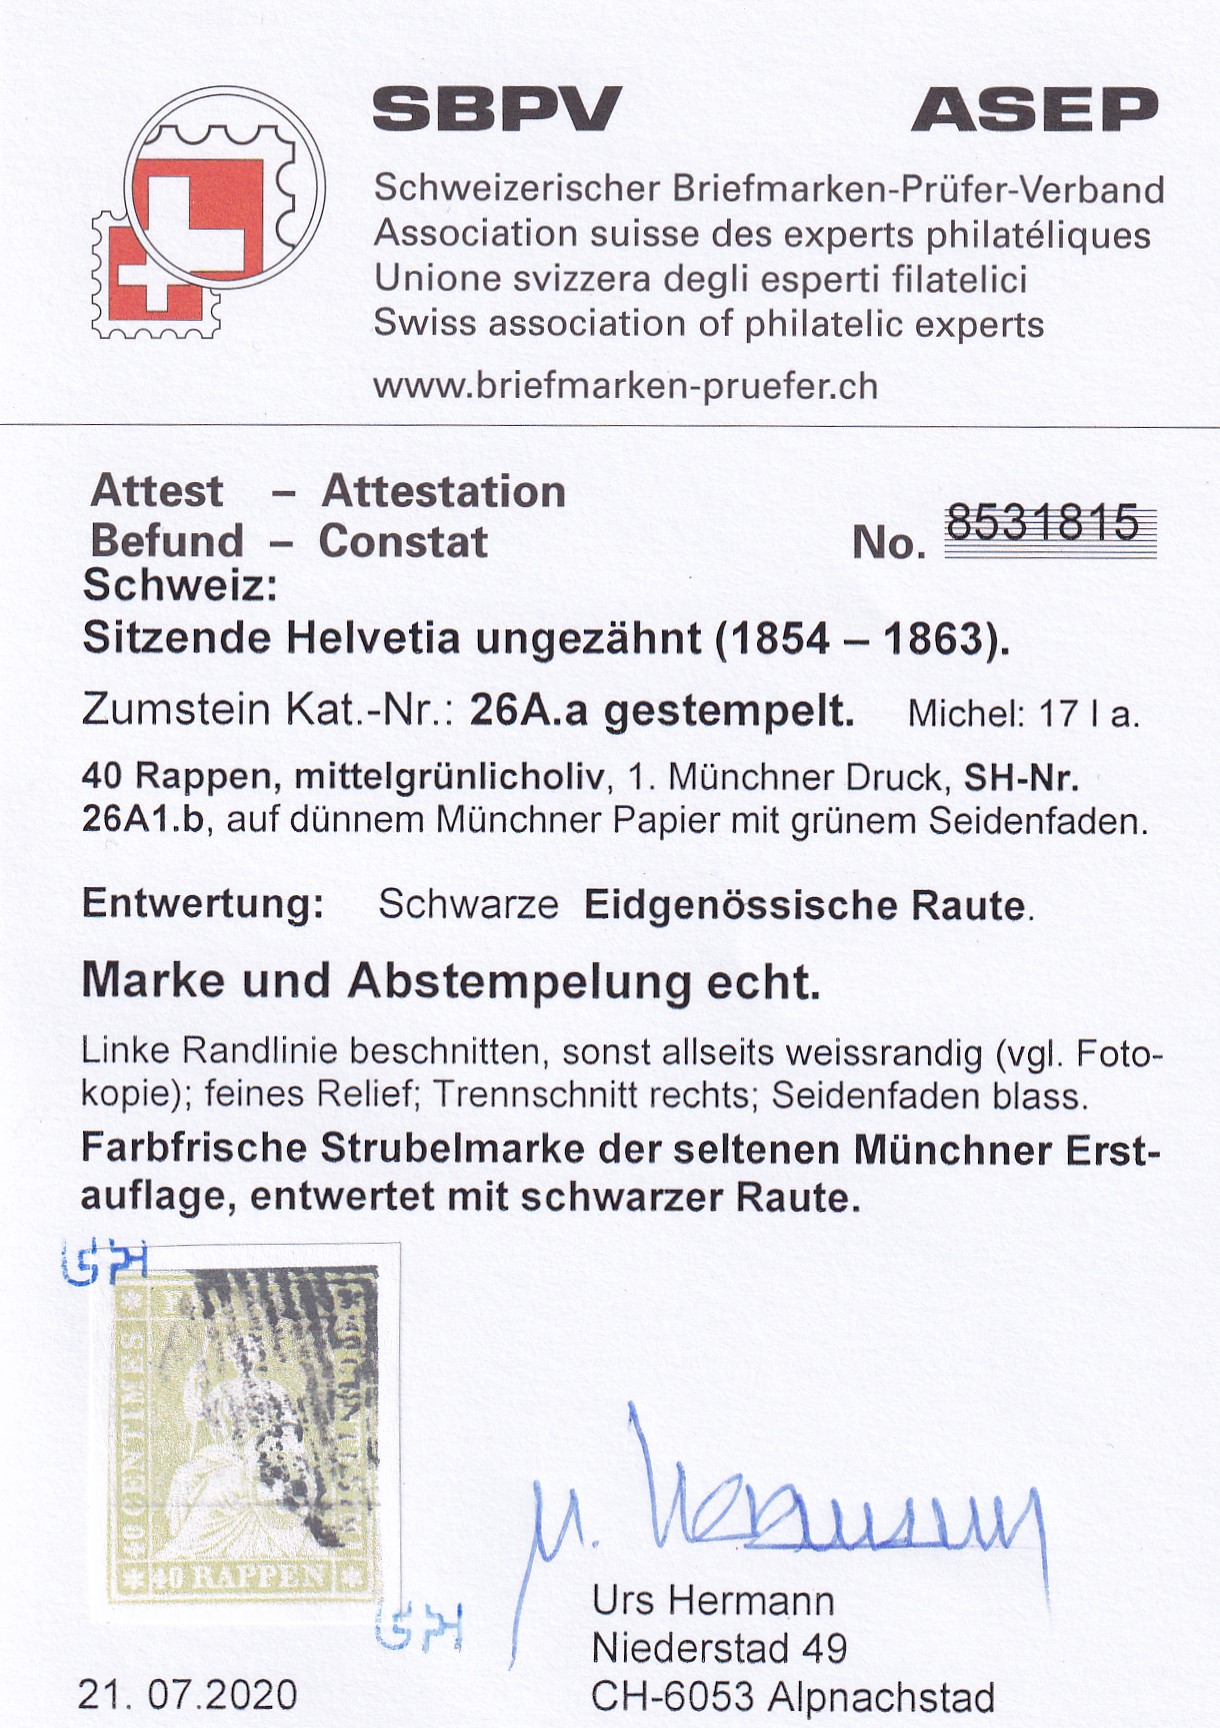 SBPV ASEP
Schweizerischer Briefmarken-Prüfer-Verband
Association suisse des experts philatéliques
Unione svizzera degli esperti filatelici
Swiss association of philatelic experts
www.briefmarken-pruefer.ch
Attest – Attestation
Befund – Constat
No. 8531815
Schweiz:
Sitzende Helvetia ungezähnt (1854 – 1863).
Zumstein Kat.-Nr.: 26A.a gestempelt. Michel: 17 I a.
40 Rappen, mittelgrünlicholiv, 1. Münchner Druck, SH-Nr.
26A1.b, auf dünnem Münchner Papier mit grünem Seidenfaden.
Entwertung: Schwarze Eidgenössische Raute.
Marke und Abstempelung echt.
Linke Randlinie beschnitten, sonst allseits weissrandig (vgl. Foto-
kopie); feines Relief; Trennschnitt rechts; Seidenfaden blass.
Farbfrische Strubelmarke der seltenen Münchner Erst-
auflage, entwertet mit schwarzer Raute.
40 CENTIMES
40 RAPPEN
U. Hermann
Urs Hermann
Niederstad 49
CH-6053 Alpnachstad
21. 07.2020